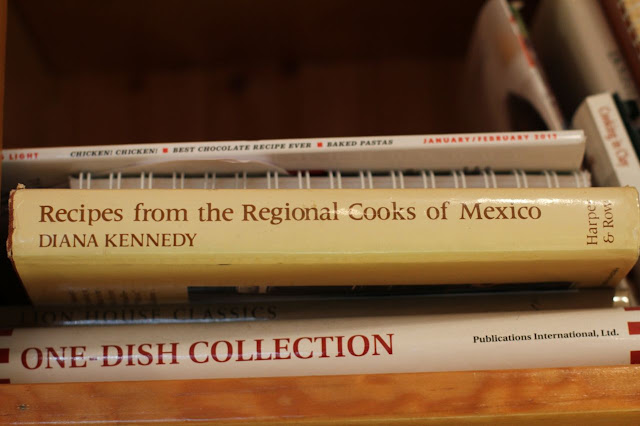 LIGHT CHICKEN! CHICKEN! ■ BEST CHOCOLATE RECIPE EVER ■ BAKED PASTAS JANUARY/FEBRUARY 2011
Recipes from the Regional Cooks of Mexico
DIANA KENNEDY
Harper
& Row
LION HOUSE CLASSICS
ONE-DISH COLLECTION
Publications International, Ltd.
Cooking in